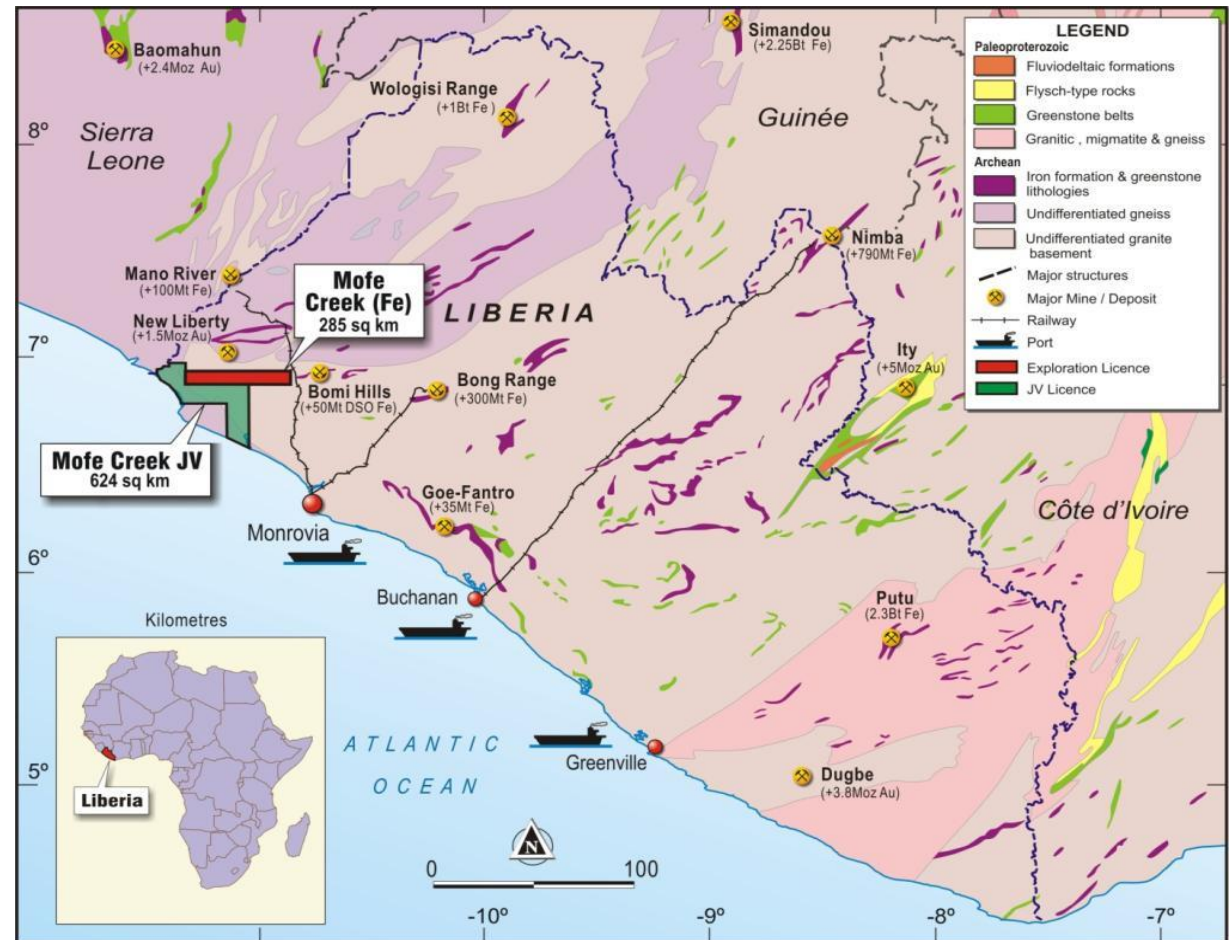 Baomahun
(+2.4Moz Au)
Simandou
(+2.25Bt Fe)
Wologisi Range
(+1Bt Fe )
8º
Sierra
Leone
Guinée
Nimba
(+790Mt Fe)
Mano River
(+100Mt Fe)
Mofe
Creek (Fe)
285 sq km
LIBERIA
New Liberty
(+1.5Moz Au)
7º
Ity
(+5Moz Au)
Bomi Hills
(+50Mt DSO Fe)
Bong Range
(+300Mt Fe)
Mofe Creek JV
624 sq km
Goe-Fantro
(+35Mt Fe)
Côte d'Ivoire
Monrovia
6º
Buchanan
Putu
(2.3Bt Fe)
Kilometres
ATLANTIC
OCEAN
Greenville
5º
Dugbe
(+3.8Moz Au)
Liberia
N
0 100
-10º -9º -8º -7º
LEGEND
Paleoproterozoic
Fluviodeltaic formations
Flysch-type rocks
Greenstone belts
Granitic , migmatite & gneiss
Archean
Iron formation & greenstone
lithologies
Undifferentiated gneiss
Undifferentiated granite
basement
Major structures
Major Mine / Deposit
Railway
Port
Exploration Licence
JV Licence